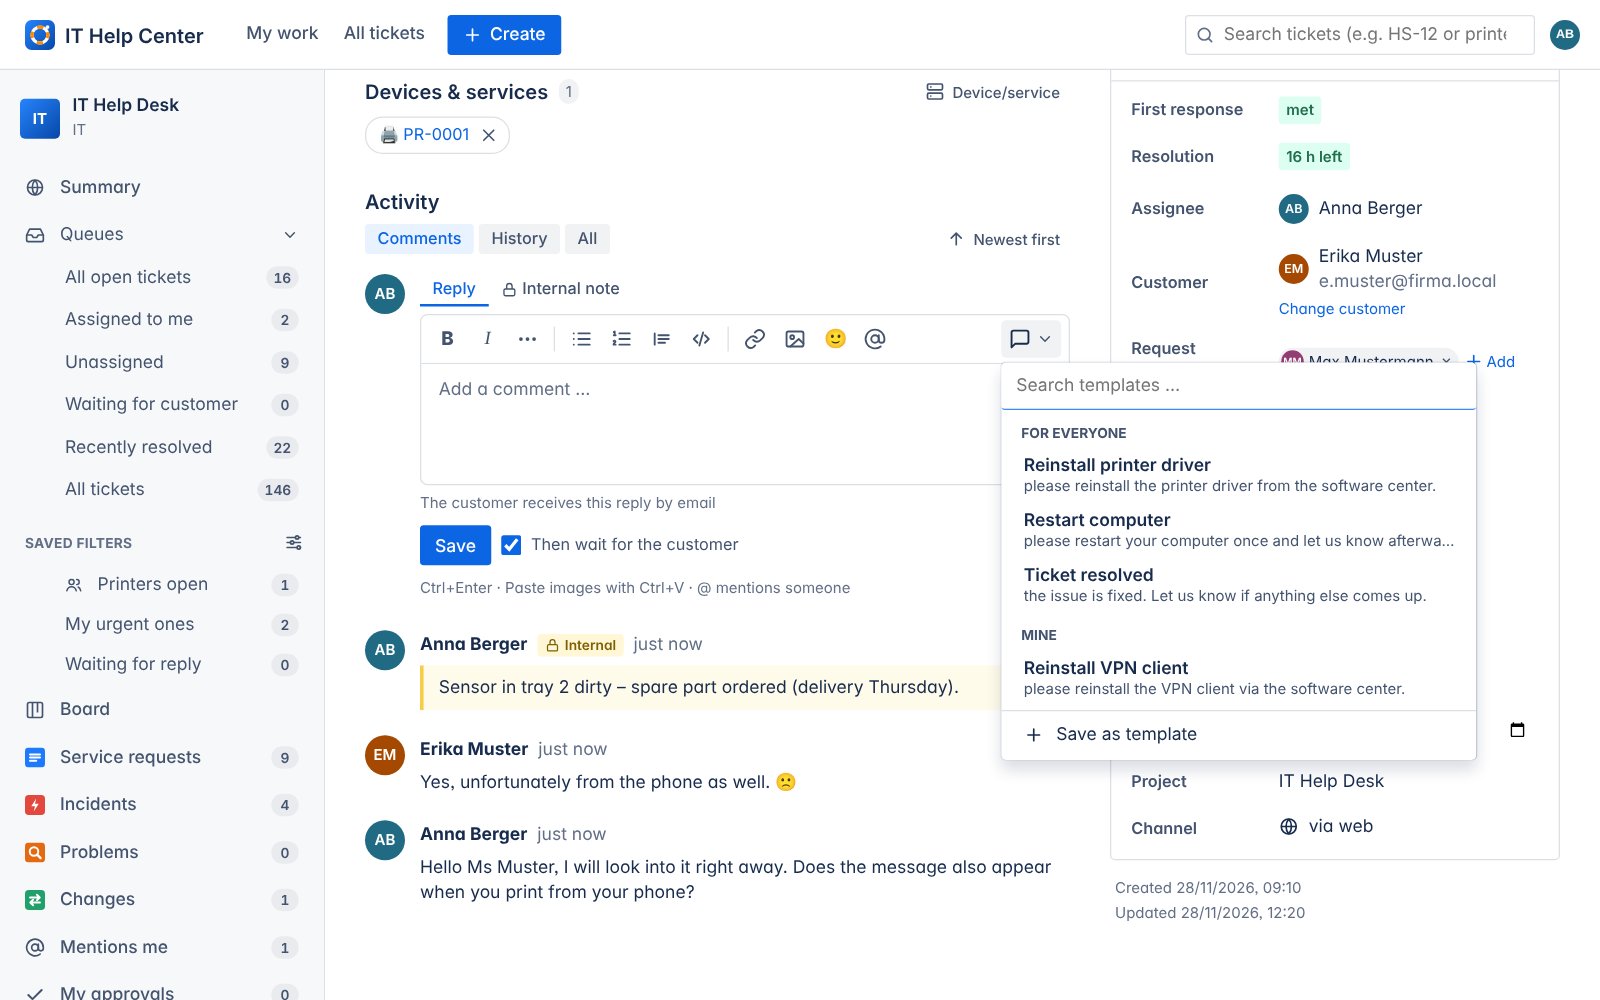 IT Help Center
My work
All tickets
Create
Search tickets (e.g. HS-12 or printe
AB
IT
IT Help Desk
IT
Summary
Queues
All open tickets 16
Assigned to me 2
Unassigned 9
Waiting for customer 0
Recently resolved 22
All tickets 146
SAVED FILTERS
Printers open 1
My urgent ones 2
Waiting for reply 0
Board
Service requests 9
Incidents 4
Problems 0
Changes 1
Mentions me 1
My approvals 0
Devices & services 1
Device/service
PR-0001
Activity
Comments History All
Newest first
AB
Reply Internal note
B I
Add a comment ...
The customer receives this reply by email
Save Then wait for the customer
Ctrl+Enter · Paste images with Ctrl+V · @ mentions someone
AB
Anna Berger Internal just now
Sensor in tray 2 dirty – spare part ordered (delivery Thursday).
EM
Erika Muster just now
Yes, unfortunately from the phone as well. 🙁
AB
Anna Berger just now
Hello Ms Muster, I will look into it right away. Does the message also appear
when you print from your phone?
Search templates ...
FOR EVERYONE
Reinstall printer driver
please reinstall the printer driver from the software center.
Restart computer
please restart your computer once and let us know afterwa...
Ticket resolved
the issue is fixed. Let us know if anything else comes up.
MINE
Reinstall VPN client
please reinstall the VPN client via the software center.
Save as template
First response met
Resolution 16 h left
Assignee AB Anna Berger
Customer EM Erika Muster
e.muster@firma.local
Change customer
Request MM Max Mustermann + Add
Project IT Help Desk
Channel via web
Created 28/11/2026, 09:10
Updated 28/11/2026, 12:20